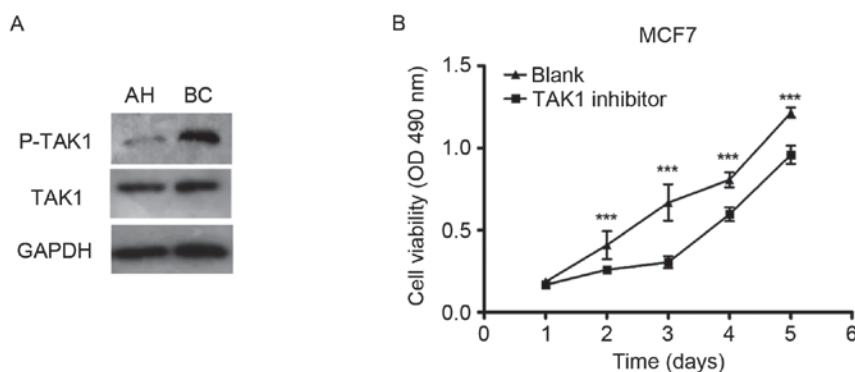 A
AH BC
P-TAK1
TAK1
GAPDH
B
MCF7
Blank
TAK1 inhibitor
Cell viability (OD 490 nm)
1.5
1.0
0.5
0.0
***
***
***
***
0 1 2 3 4 5 6
Time (days)